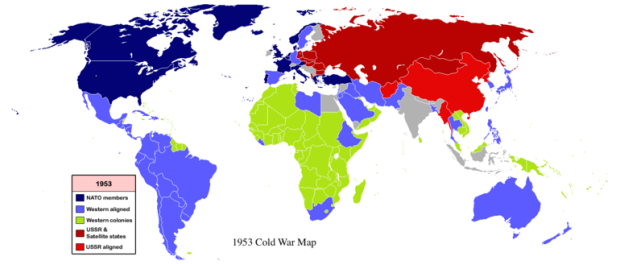 1953
NATO members
Western aligned
Western colonies
USSR &
Satellite states
USSR aligned
1953 Cold War Map